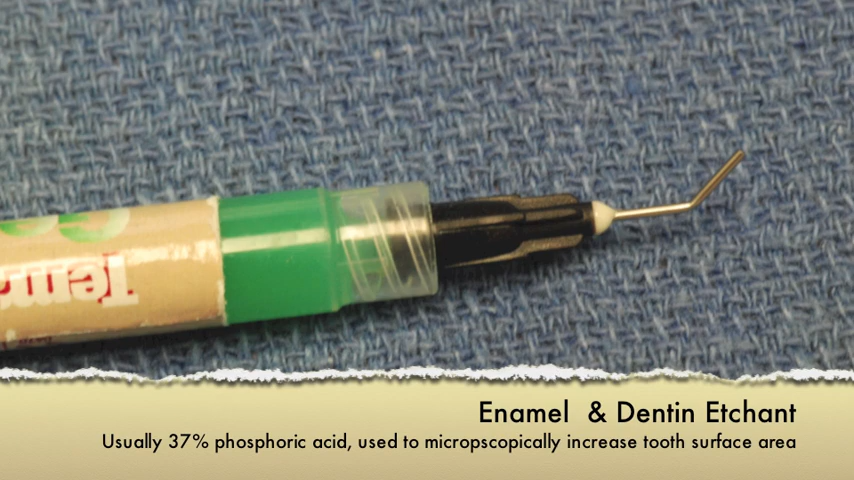 Enamel & Dentin Etchant
Usually 37% phosphoric acid, used to micropscopically increase tooth surface area